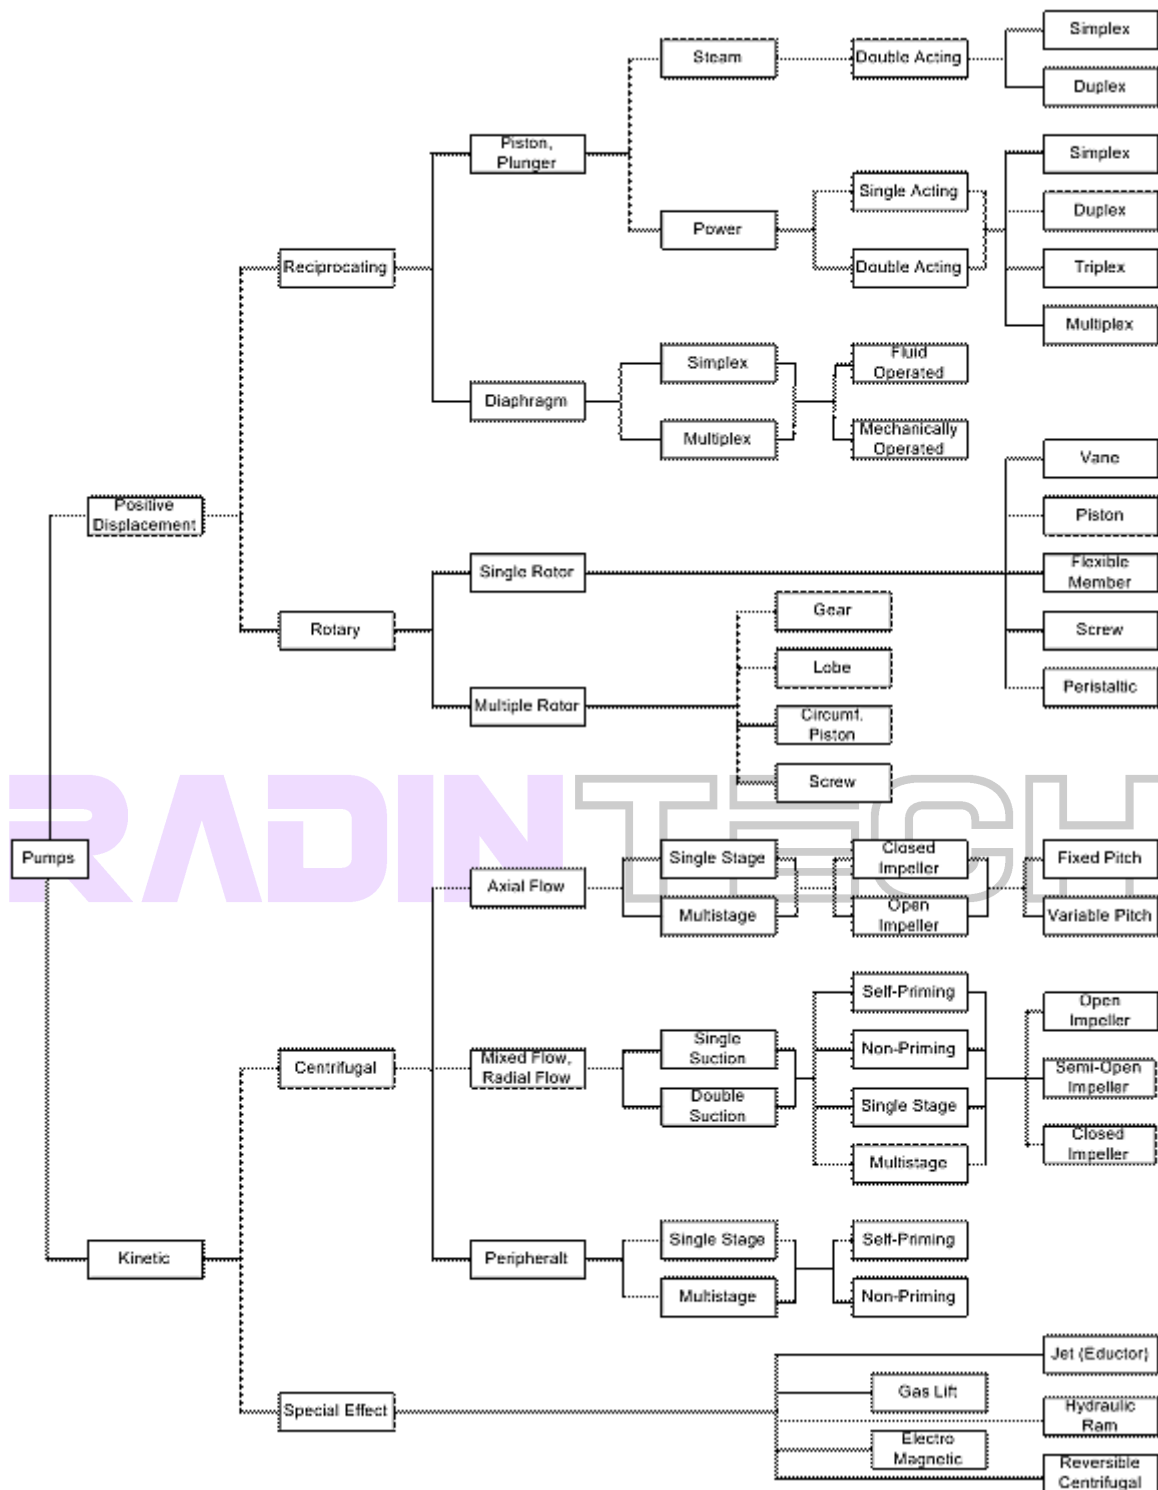 Simplex
Steam
Double Acting
Duplex
Piston,
Plunger
Simplex
Single Acting
Duplex
Power
Reciprocating
Double Acting
Triplex
Multiplex
Simplex
Fluid
Operated
Diaphragm
Multiplex
Mechanically
Operated
Vane
Positive
Displacement
Piston
Single Rotor
Flexible
Member
Gear
Rotary
Screw
Lobe
Peristaltic
Multiple Rotor
Circumf.
Piston
Screw
RADINTECH
Pumps
Single Stage
Closed
Impeller
Fixed Pitch
Axial Flow
Multistage
Open
Impeller
Variable Pitch
Self-Priming
Open
Impeller
Centrifugal
Mixed Flow,
Radial Flow
Single
Suction
Non-Priming
Semi-Open
Impeller
Double
Suction
Single Stage
Closed
Impeller
Multistage
Kinetic
Peripheralt
Single Stage
Self-Priming
Multistage
Non-Priming
Jet (Eductor)
Gas Lift
Special Effect
Hydraulic
Ram
Electro
Magnetic
Reversible
Centrifugal